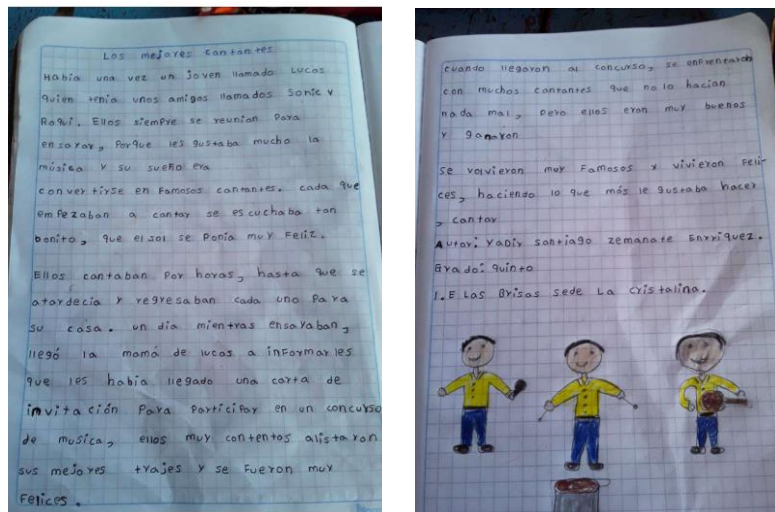 Los mejores cantantes
Había una vez un joven llamado Lucas
quien tenía unos amigos llamados Sonic y
Roqui. Ellos siempre se reunian Para
ensayar, Porque les gustaba mucho la
música y su sueño era
convertirse en Famosos cantantes. cada que
empezaban a cantar se escuchaba tan
bonito, que el sol se Ponía muy Feliz.
Ellos cantaban Por horas, hasta que se
atardecía y regresaban cada uno Para
su casa. un día mientras ensayaban,
llegó la mamá de lucas a inFormarles
que les había llegado una carta de
invitación Para Participar en un concurso
de musica, ellos muy contentos alistaron
sus mejores trajes y se Fueron muy
Felices.
cuando llegaron al concurso, se enFrentaron
con muchos cantantes que no lo hacian
nada mal, Pero ellos eran muy buenos
y ganaron
se volvieron muy Famosos y vivieron Feli-
ces, haciendo lo que más le gustaba hacer
, cantar
Autor: Yadir santiago zemanate Enrriquez.
Grado: quinto
I.E Las Brisas sede La cristalina.